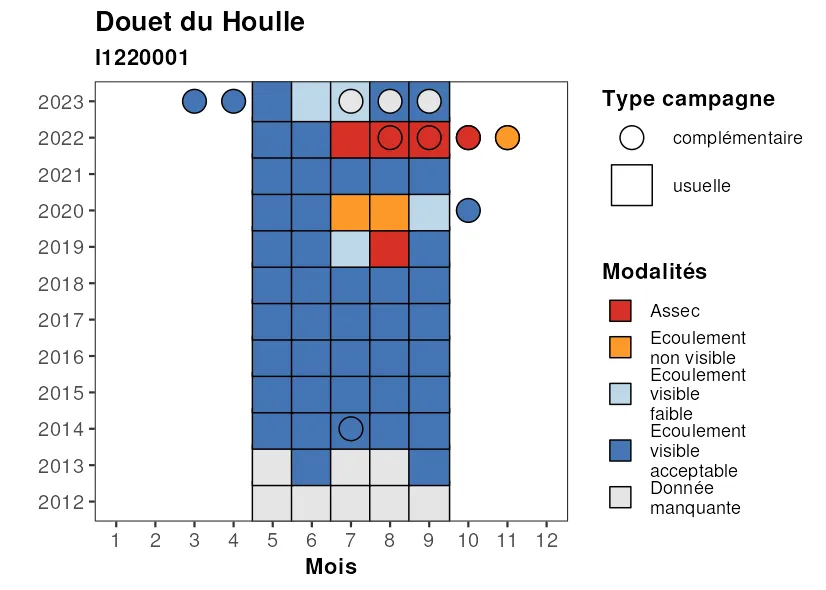 Douet du Houlle
I1220001
2023
2022
2021
2020
2019
2018
2017
2016
2015
2014
2013
2012
1 2 3 4 5 6 7 8 9 10 11 12
Mois
Type campagne
complémentaire
usuelle
Modalités
Assec
Ecoulement
non visible
Ecoulement
visible
faible
Ecoulement
visible
acceptable
Donnée
manquante